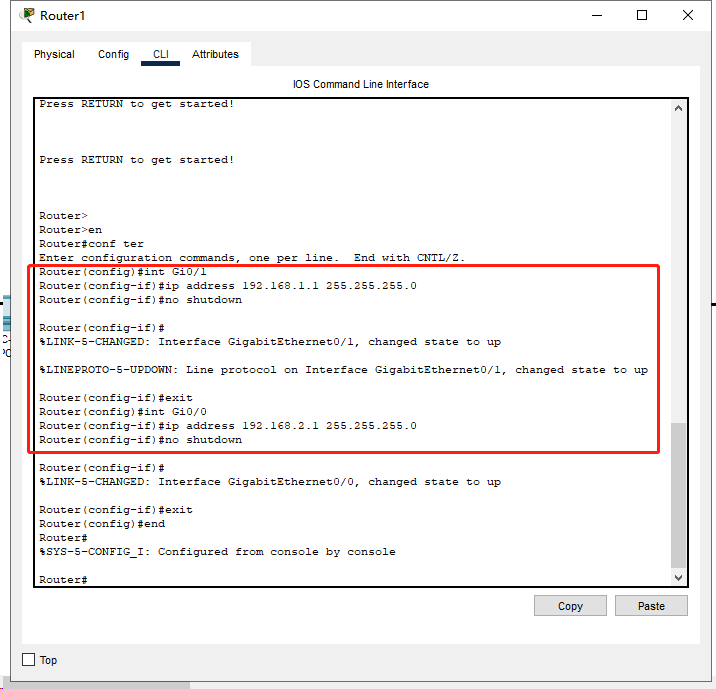 Router1
Physical Config CLI Attributes
IOS Command Line Interface
Press RETURN to get started!
Press RETURN to get started!
Router>
Router>en
Router#conf ter
Enter configuration commands, one per line.  End with CNTL/Z.
Router(config)#int Gi0/1
Router(config-if)#ip address 192.168.1.1 255.255.255.0
Router(config-if)#no shutdown
Router(config-if)#
%LINK-5-CHANGED: Interface GigabitEthernet0/1, changed state to up
%LINEPROTO-5-UPDOWN: Line protocol on Interface GigabitEthernet0/1, changed state to up
Router(config-if)#exit
Router(config)#int Gi0/0
Router(config-if)#ip address 192.168.2.1 255.255.255.0
Router(config-if)#no shutdown
Router(config-if)#
%LINK-5-CHANGED: Interface GigabitEthernet0/0, changed state to up
Router(config-if)#exit
Router(config)#end
Router#
%SYS-5-CONFIG_I: Configured from console by console
Router#
Copy Paste
Top